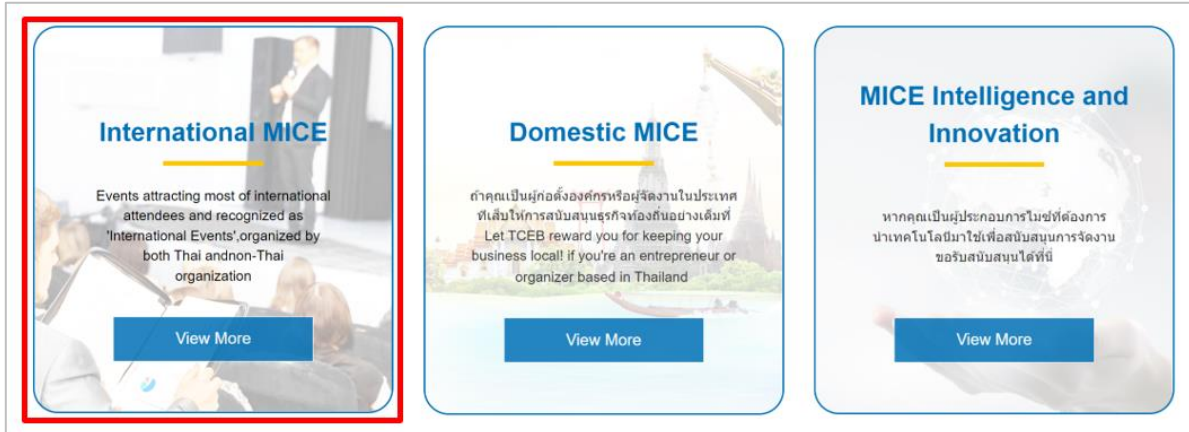 International MICE
Events attracting most of international
attendees and recognized as
'International Events',organized by
both Thai andnon-Thai
organization
View More
Domestic MICE
ถ้าคุณเป็นผู้ก่อตั้งองค์กรหรือผู้จัดงานในประเทศ
ทีเส็บให้การสนับสนุนธุรกิจท้องถิ่นอย่างเต็มที่
Let TCEB reward you for keeping your
business local! if you're an entrepreneur or
organizer based in Thailand
View More
MICE Intelligence and
Innovation
หากคุณเป็นผู้ประกอบการไมซ์ที่ต้องการ
นำเทคโนโลยีมาใช้เพื่อสนับสนุนการจัดงาน
ขอรับสนับสนุนได้ที่นี่
View More